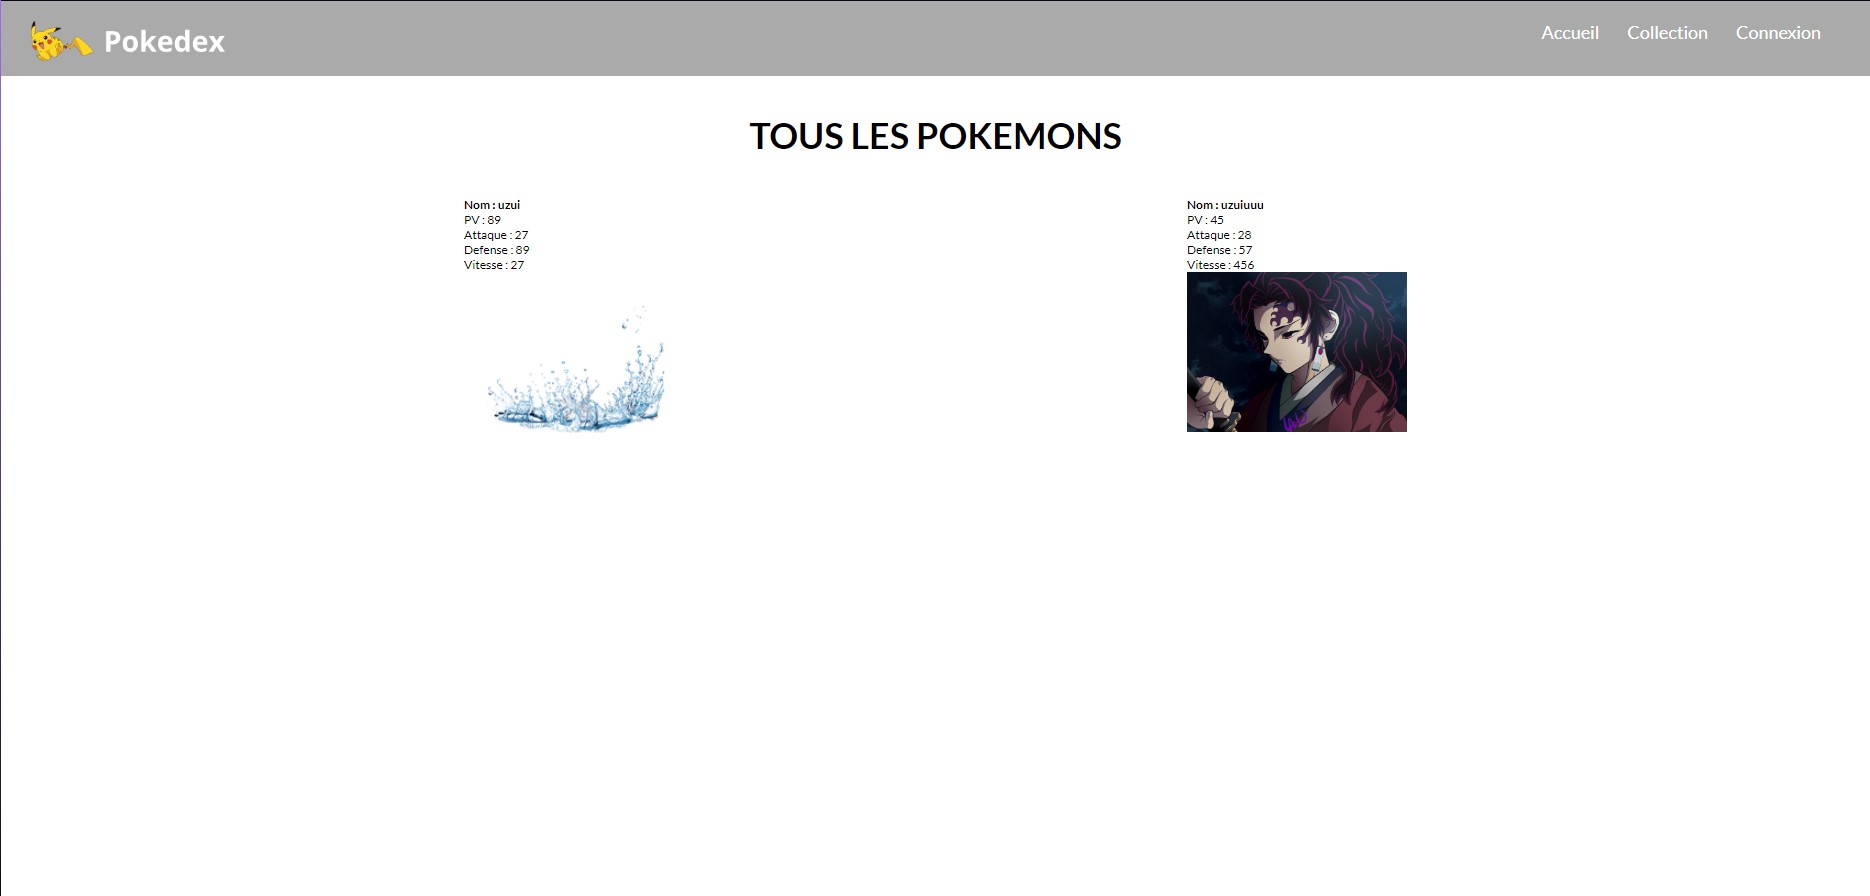 Pokedex
Accueil Collection Connexion
TOUS LES POKEMONS
Nom : uzui
PV : 89
Attaque : 27
Defense : 89
Vitesse : 27
Nom : uzuiuuu
PV : 45
Attaque : 28
Defense : 57
Vitesse : 456